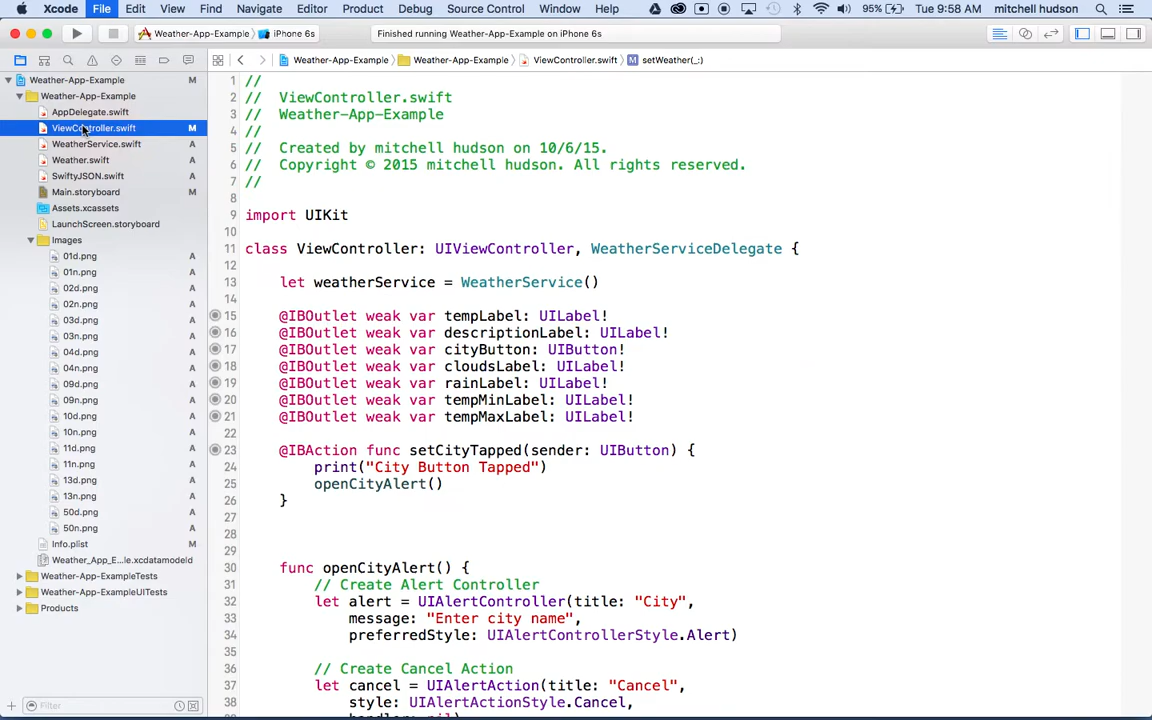 Xcode File Edit View Find Navigate Editor Product Debug Source Control Window Help 95% Tue 9:58 AM mitchell hudson
Weather-App-Example iPhone 6s Finished running Weather-App-Example on iPhone 6s
Weather-App-Example Weather-App-Example ViewController.swift M setWeather(_:)
Weather-App-Example M
Weather-App-Example
AppDelegate.swift
ViewController.swift M
WeatherService.swift A
Weather.swift A
SwiftyJSON.swift A
Main.storyboard M
Assets.xcassets
LaunchScreen.storyboard
Images
01d.png A
01n.png A
02d.png A
02n.png A
03d.png A
03n.png A
04d.png A
04n.png A
09d.png A
09n.png A
10d.png A
10n.png A
11d.png A
11n.png A
13d.png A
13n.png A
50d.png A
50n.png A
Info.plist M
Weather_App_E...le.xcdatamodeld
Weather-App-ExampleTests
Weather-App-ExampleUITests
Products
Filter
1 //
2 // ViewController.swift
3 // Weather-App-Example
4 //
5 // Created by mitchell hudson on 10/6/15.
6 // Copyright © 2015 mitchell hudson. All rights reserved.
7 //
8
9 import UIKit
10
11 class ViewController: UIViewController, WeatherServiceDelegate {
12
13 let weatherService = WeatherService()
14
15 @IBOutlet weak var tempLabel: UILabel!
16 @IBOutlet weak var descriptionLabel: UILabel!
17 @IBOutlet weak var cityButton: UIButton!
18 @IBOutlet weak var cloudsLabel: UILabel!
19 @IBOutlet weak var rainLabel: UILabel!
20 @IBOutlet weak var tempMinLabel: UILabel!
21 @IBOutlet weak var tempMaxLabel: UILabel!
22
23 @IBAction func setCityTapped(sender: UIButton) {
24 print("City Button Tapped")
25 openCityAlert()
26 }
27
28
29
30 func openCityAlert() {
31 // Create Alert Controller
32 let alert = UIAlertController(title: "City",
33 message: "Enter city name",
34 preferredStyle: UIAlertControllerStyle.Alert)
35
36 // Create Cancel Action
37 let cancel = UIAlertAction(title: "Cancel",
38 style: UIAlertActionStyle.Cancel,
handler: nil)